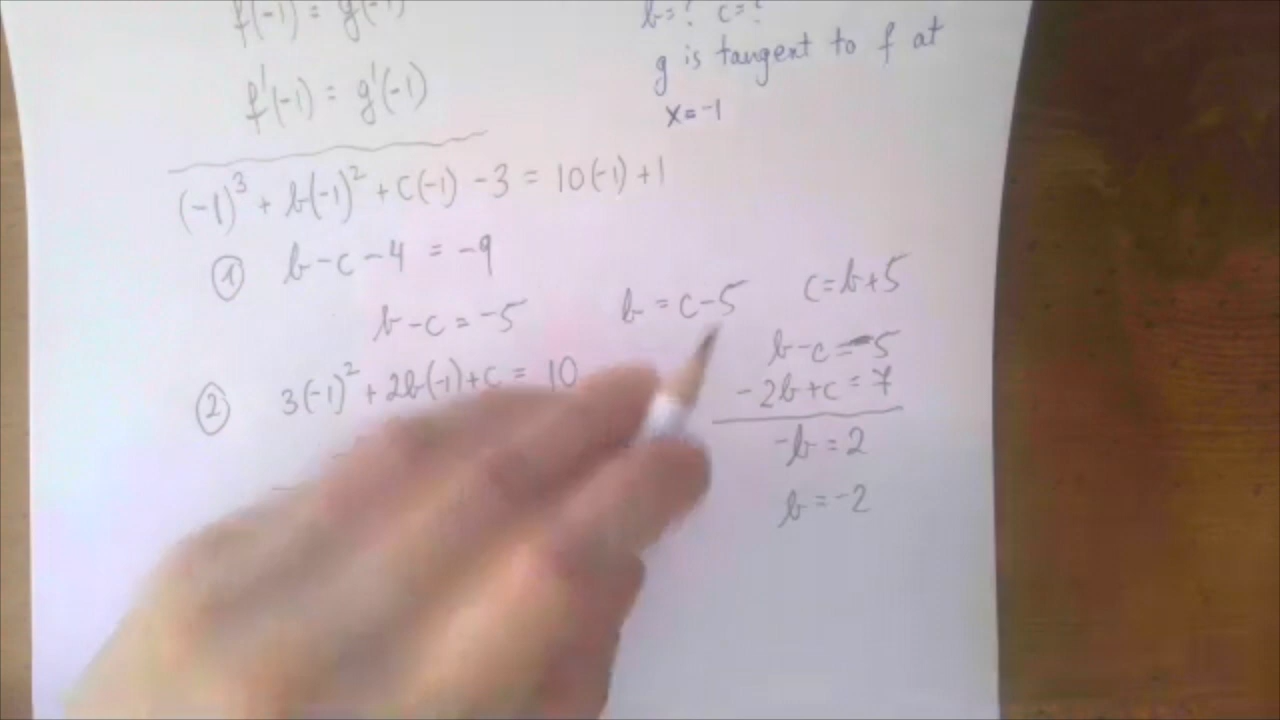 f(-1) = g(-1)
b=? c=?
g is tangent to f at
x=-1
f'(-1) = g'(-1)
(-1)³ + b(-1)² + c(-1) - 3 = 10(-1) + 1
① b - c - 4 = -9
b - c = -5
b = c - 5
c = b + 5
② 3(-1)² + 2b(-1) + c = 10
b - c = -5
-2b + c = 7
-b = 2
b = -2